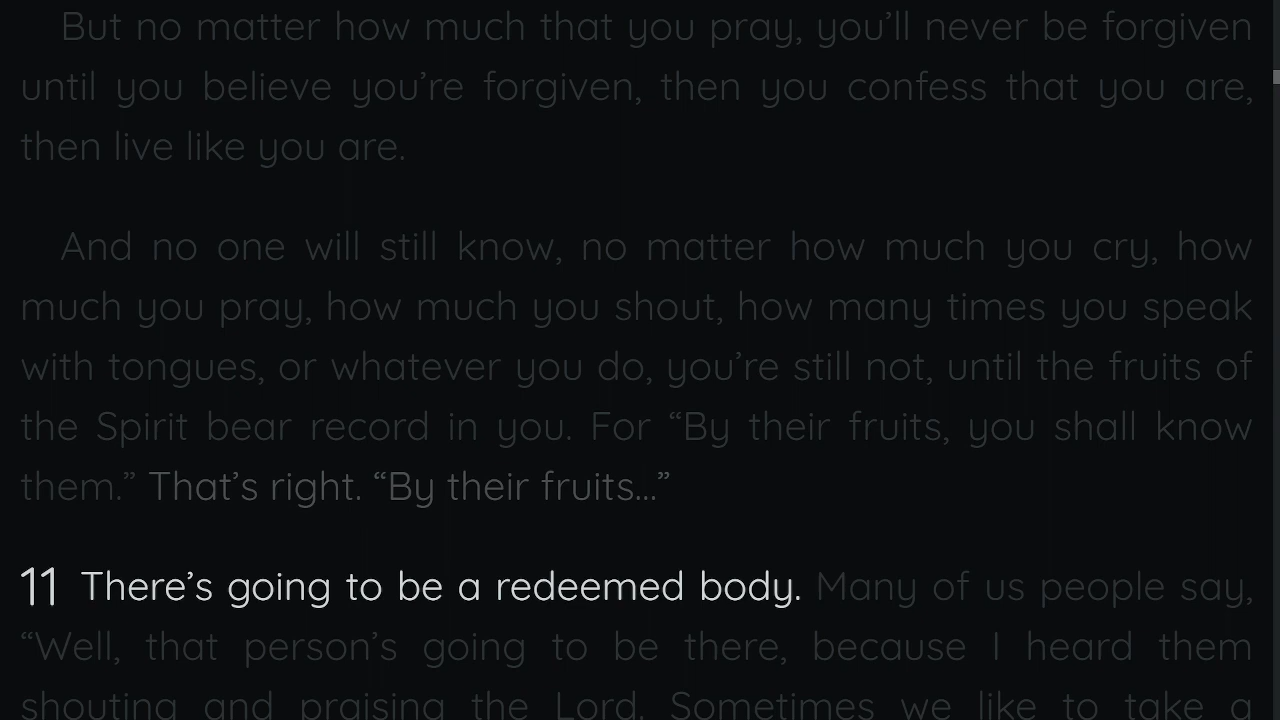 But no matter how much that you pray, you’ll never be forgiven
until you believe you’re forgiven, then you confess that you are,
then live like you are.
And no one will still know, no matter how much you cry, how
much you pray, how much you shout, how many times you speak
with tongues, or whatever you do, you’re still not, until the fruits of
the Spirit bear record in you. For “By their fruits, you shall know
them.” That’s right. “By their fruits...”
11 There’s going to be a redeemed body. Many of us people say,
“Well, that person’s going to be there, because I heard them
shouting and praising the Lord. Sometimes we like to take a